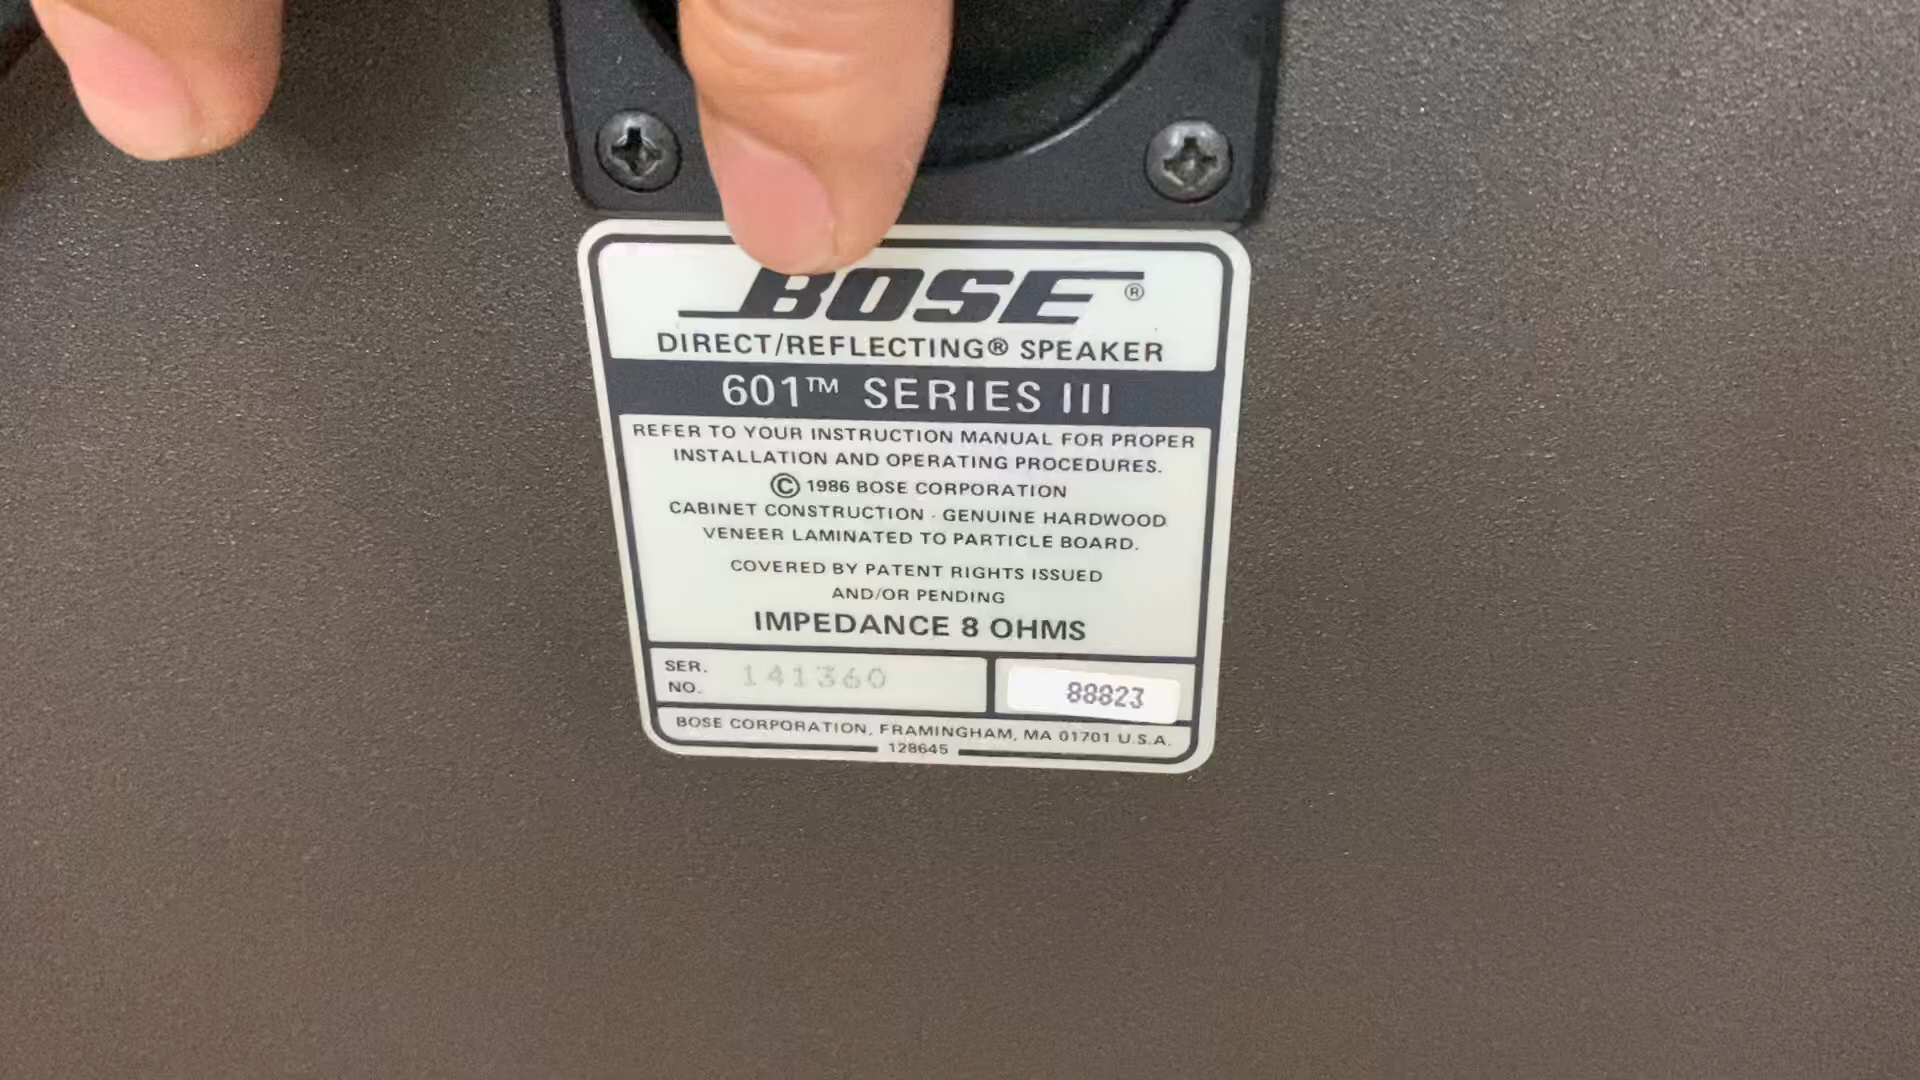 BOSE®
DIRECT/REFLECTING® SPEAKER
601™ SERIES III
REFER TO YOUR INSTRUCTION MANUAL FOR PROPER
INSTALLATION AND OPERATING PROCEDURES.
© 1986 BOSE CORPORATION
CABINET CONSTRUCTION · GENUINE HARDWOOD
VENEER LAMINATED TO PARTICLE BOARD.
COVERED BY PATENT RIGHTS ISSUED
AND/OR PENDING
IMPEDANCE 8 OHMS
SER. NO. 141360 88823
BOSE CORPORATION, FRAMINGHAM, MA 01701 U.S.A.
128645